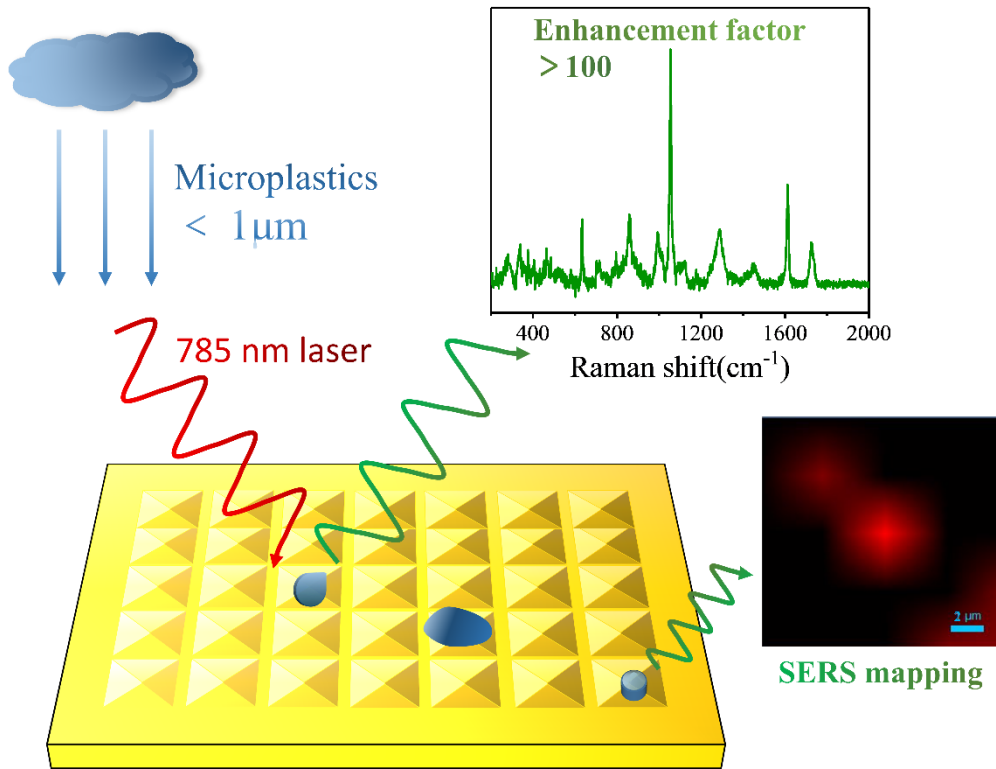 Enhancement factor
＞100
Microplastics
< 1μm
785 nm laser
400 800 1200 1600 2000
Raman shift(cm⁻¹)
2 μm
SERS mapping